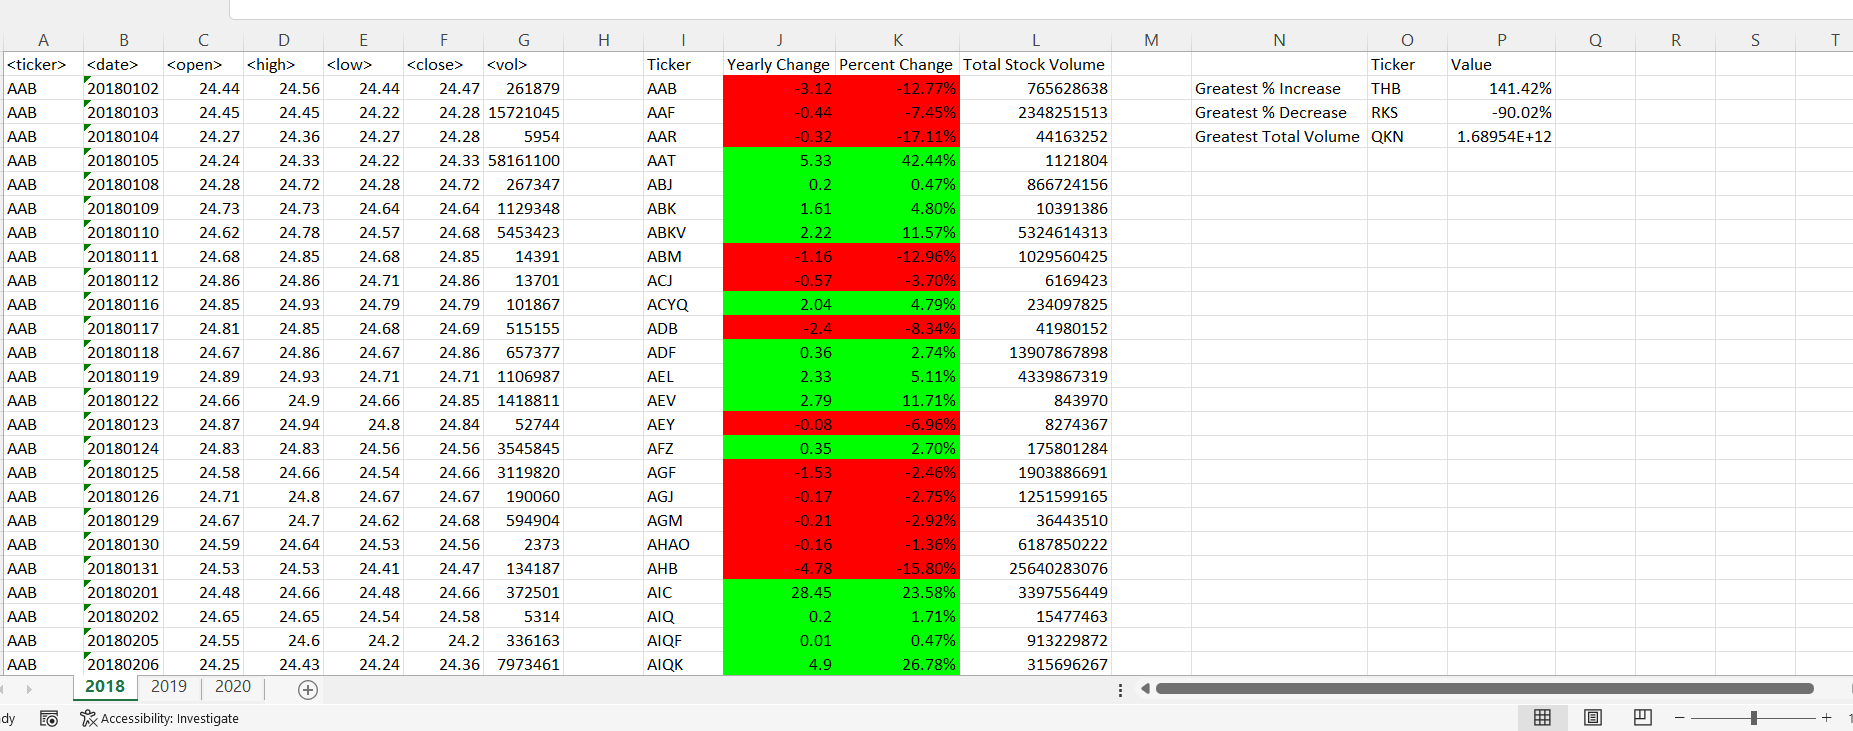 A B C D E F G H I J K L M N O P Q R S T
<ticker> <date> <open> <high> <low> <close> <vol> Ticker Yearly Change Percent Change Total Stock Volume Ticker Value
AAB 20180102 24.44 24.56 24.44 24.47 261879 AAB -3.12 -12.77% 765628638 Greatest % Increase THB 141.42%
AAB 20180103 24.45 24.45 24.22 24.28 15721045 AAF -0.44 -7.45% 2348251513 Greatest % Decrease RKS -90.02%
AAB 20180104 24.27 24.36 24.27 24.28 5954 AAR -0.32 -17.11% 44163252 Greatest Total Volume QKN 1.68954E+12
AAB 20180105 24.24 24.33 24.22 24.33 58161100 AAT 5.33 42.44% 1121804
AAB 20180108 24.28 24.72 24.28 24.72 267347 ABJ 0.2 0.47% 866724156
AAB 20180109 24.73 24.73 24.64 24.64 1129348 ABK 1.61 4.80% 10391386
AAB 20180110 24.62 24.78 24.57 24.68 5453423 ABKV 2.22 11.57% 5324614313
AAB 20180111 24.68 24.85 24.68 24.85 14391 ABM -1.16 -12.96% 1029560425
AAB 20180112 24.86 24.86 24.71 24.86 13701 ACJ -0.57 -3.70% 6169423
AAB 20180116 24.85 24.93 24.79 24.79 101867 ACYQ 2.04 4.79% 234097825
AAB 20180117 24.81 24.85 24.68 24.69 515155 ADB -2.4 -8.34% 41980152
AAB 20180118 24.67 24.86 24.67 24.86 657377 ADF 0.36 2.74% 13907867898
AAB 20180119 24.89 24.93 24.71 24.71 1106987 AEL 2.33 5.11% 4339867319
AAB 20180122 24.66 24.9 24.66 24.85 1418811 AEV 2.79 11.71% 843970
AAB 20180123 24.87 24.94 24.8 24.84 52744 AEY -0.08 -6.96% 8274367
AAB 20180124 24.83 24.83 24.56 24.56 3545845 AFZ 0.35 2.70% 175801284
AAB 20180125 24.58 24.66 24.54 24.66 3119820 AGF -1.53 -2.46% 1903886691
AAB 20180126 24.71 24.8 24.67 24.67 190060 AGJ -0.17 -2.75% 1251599165
AAB 20180129 24.67 24.7 24.62 24.68 594904 AGM -0.21 -2.92% 36443510
AAB 20180130 24.59 24.64 24.53 24.56 2373 AHAO -0.16 -1.36% 6187850222
AAB 20180131 24.53 24.53 24.41 24.47 134187 AHB -4.78 -15.80% 25640283076
AAB 20180201 24.48 24.66 24.48 24.66 372501 AIC 28.45 23.58% 3397556449
AAB 20180202 24.65 24.65 24.54 24.58 5314 AIQ 0.2 1.71% 15477463
AAB 20180205 24.55 24.6 24.2 24.2 336163 AIQF 0.01 0.47% 913229872
AAB 20180206 24.25 24.43 24.24 24.36 7973461 AIQK 4.9 26.78% 315696267
2018 2019 2020
dy Accessibility: Investigate